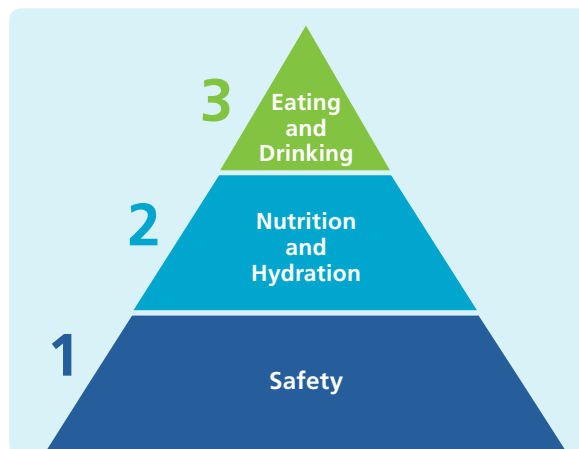 3
Eating
and
Drinking
2
Nutrition
and
Hydration
1
Safety